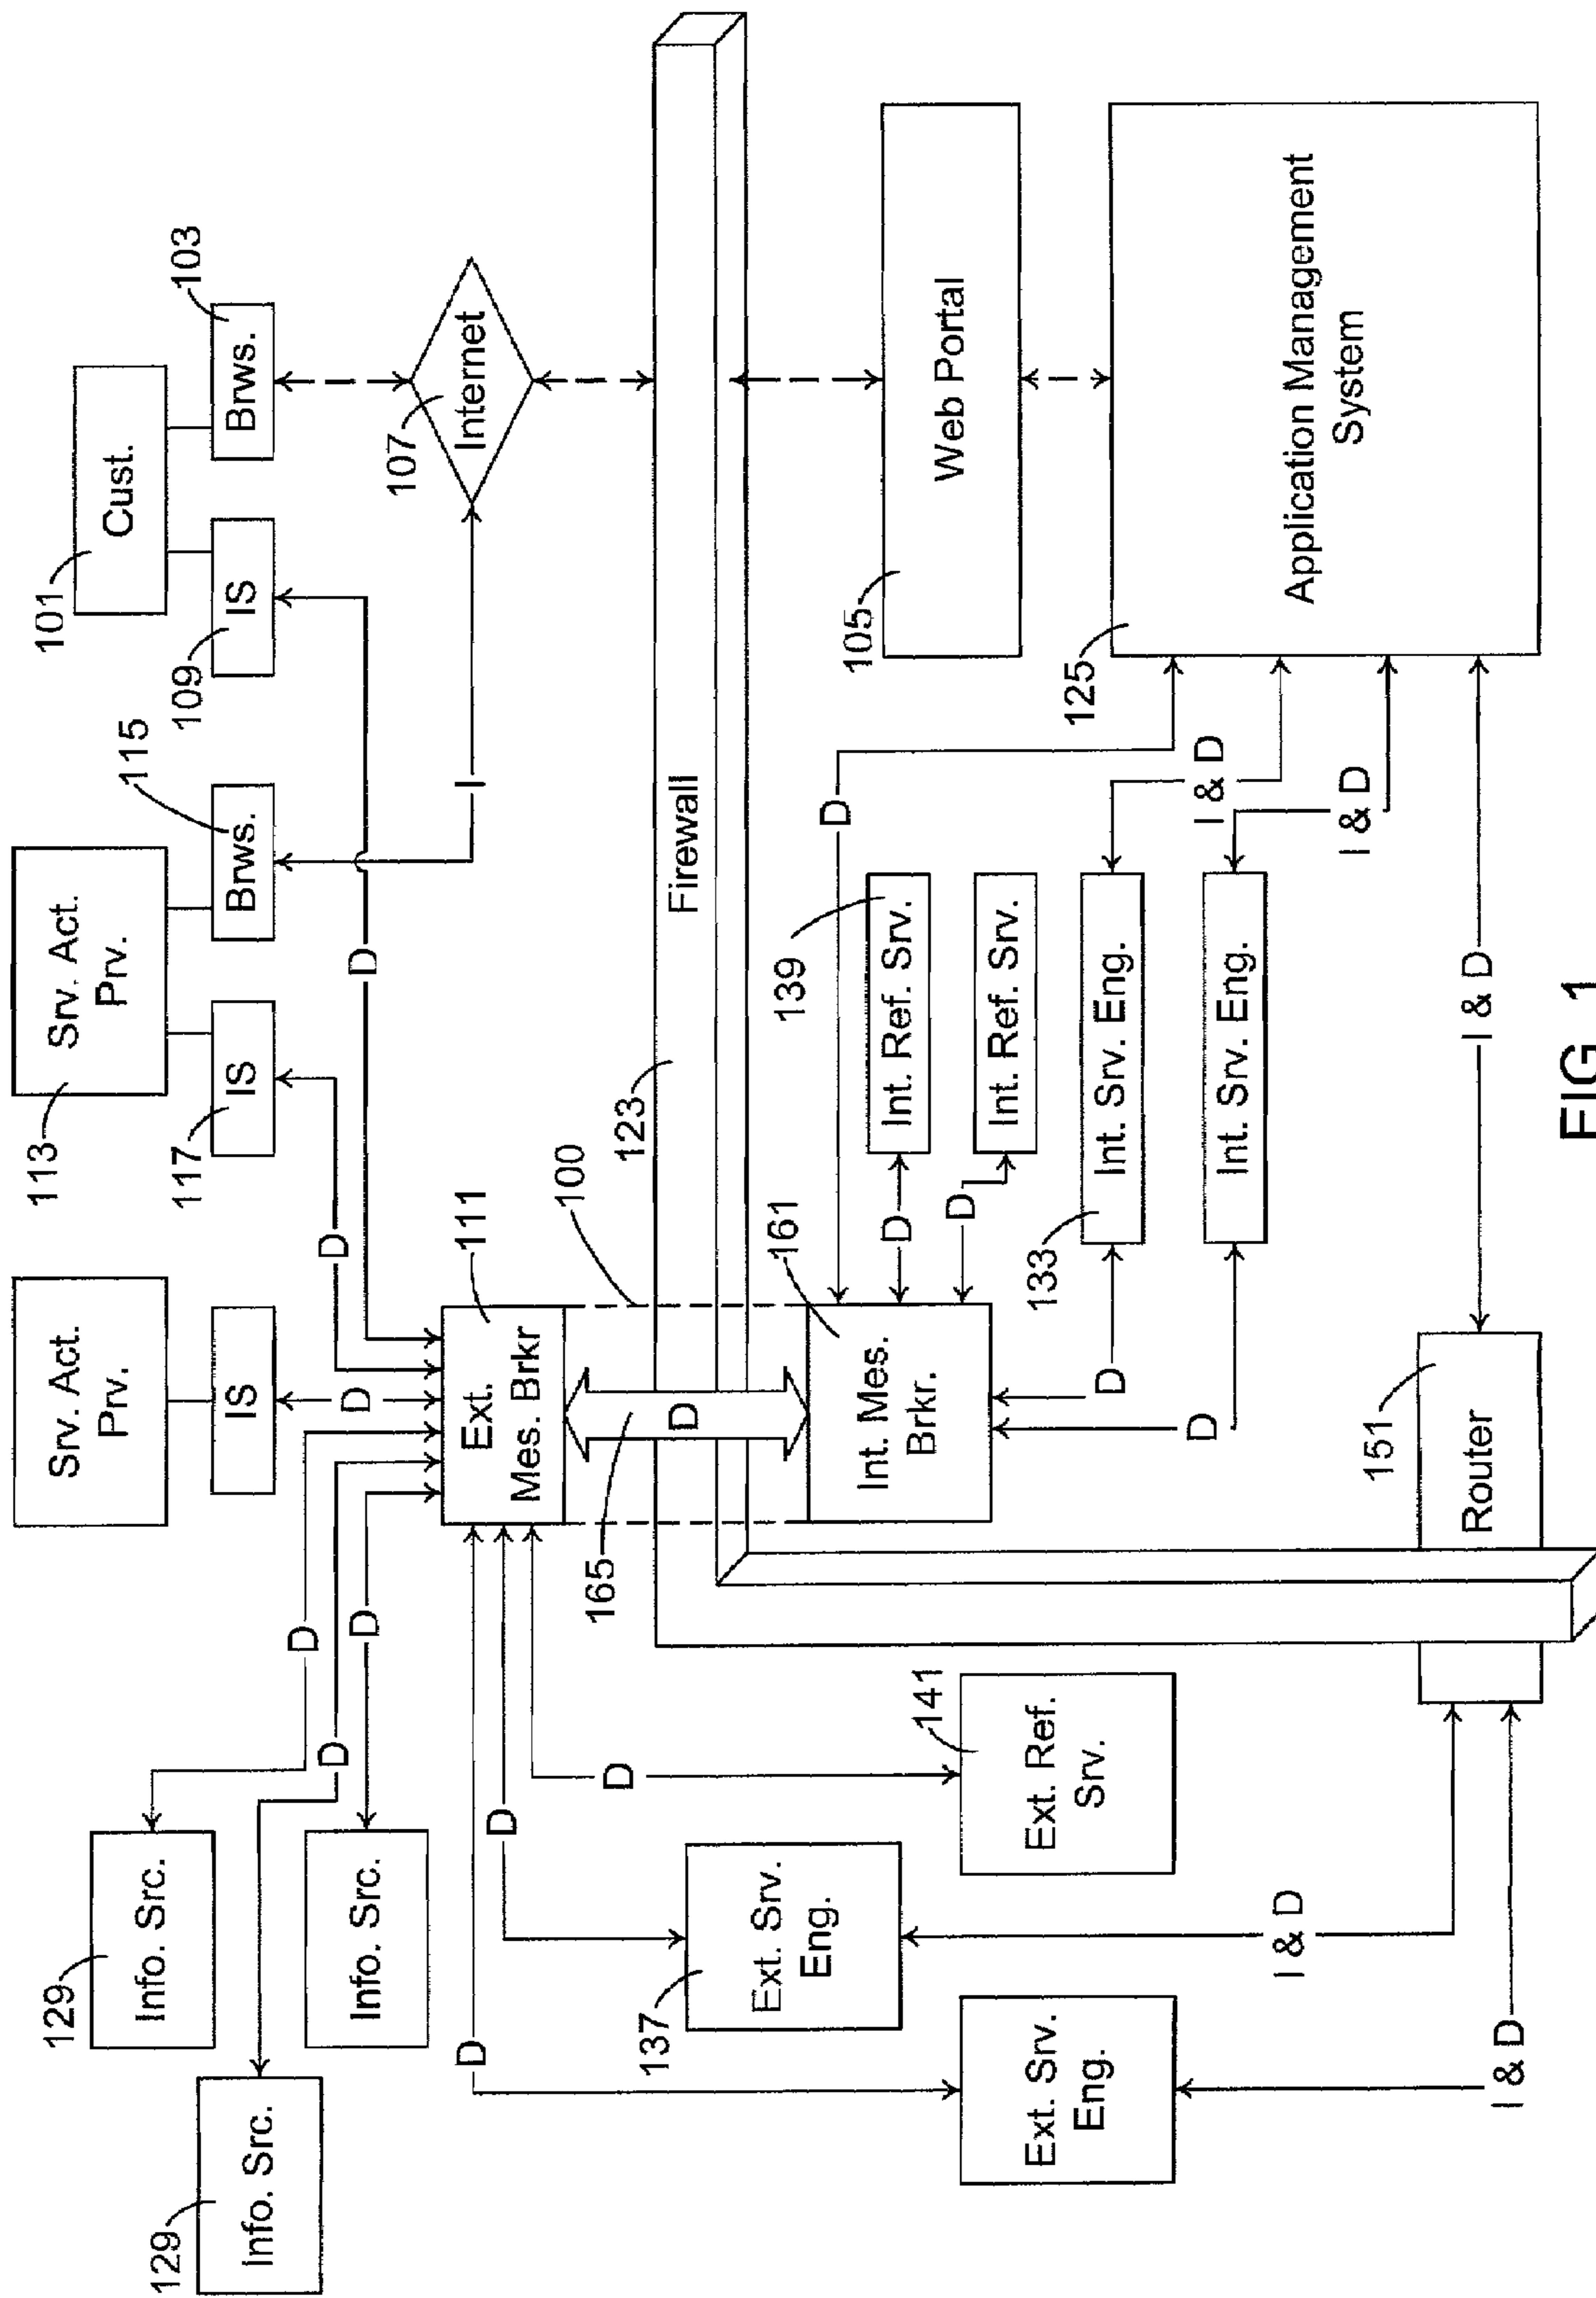 Srv. Act.
Prv.
113
Srv. Act.
Prv.
101
Cust.
IS
117
IS
115
Brws.
109
IS
103
Brws.
129
Info. Src.
129
Info. Src.
Info. Src.
D
D
D
D
D
D
I
107
Internet
111
Ext.
Mes. Brkr
D
D
D
100
165
D
123
Firewall
137
Ext. Srv.
Eng.
Ext. Srv.
Eng.
141
Ext. Ref.
Srv.
161
Int. Mes.
Brkr.
D
D
D
D
D
139
Int. Ref. Srv.
Int. Ref. Srv.
133
Int. Srv. Eng.
Int. Srv. Eng.
I & D
I & D
105
Web Portal
125
Application Management
System
I & D
I & D
151
Router
I & D
FIG. 1